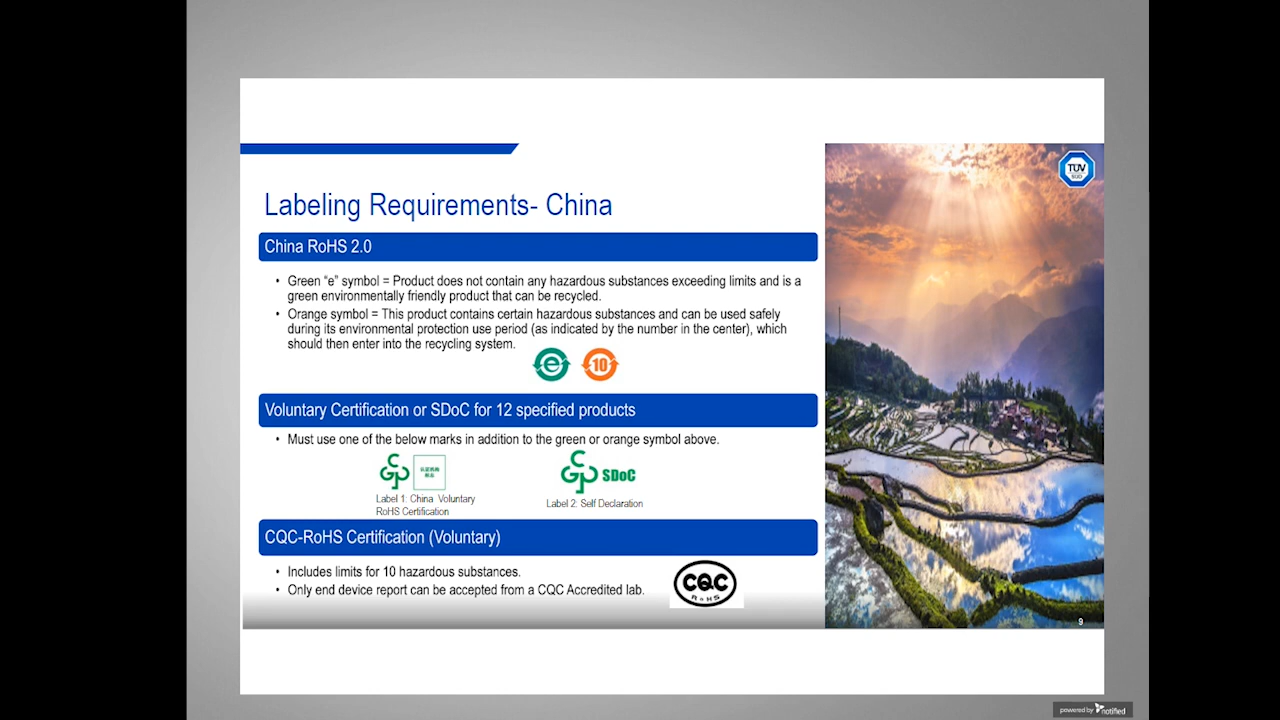 TÜV
SÜD
Labeling Requirements- China
China RoHS 2.0
• Green “e” symbol = Product does not contain any hazardous substances exceeding limits and is a
green environmentally friendly product that can be recycled.
• Orange symbol = This product contains certain hazardous substances and can be used safely
during its environmental protection use period (as indicated by the number in the center), which
should then enter into the recycling system.
e 10
Voluntary Certification or SDoC for 12 specified products
• Must use one of the below marks in addition to the green or orange symbol above.
SDoC
Label 1: China Voluntary
RoHS Certification
Label 2: Self Declaration
CQC-RoHS Certification (Voluntary)
• Includes limits for 10 hazardous substances.
• Only end device report can be accepted from a CQC Accredited lab.
CQC
RoHS
9
powered by notified